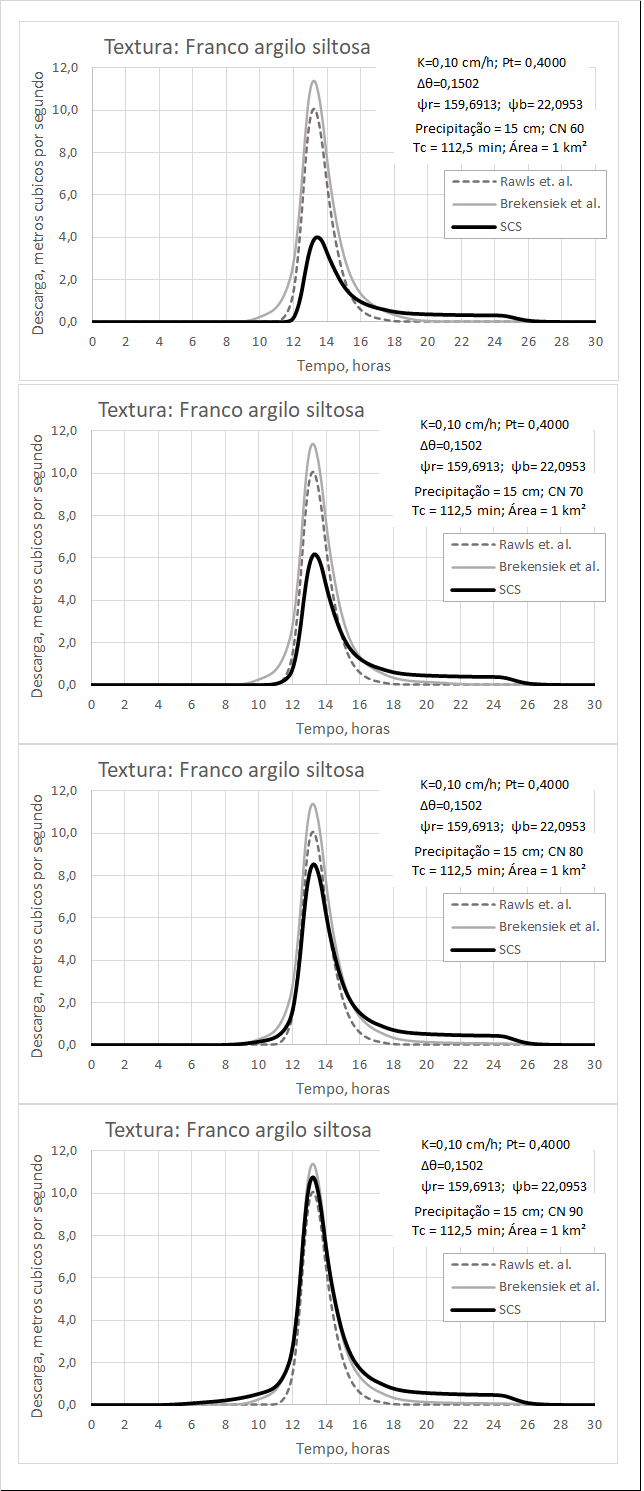 Textura: Franco argilo siltosa
K=0,10 cm/h; Pt= 0,4000
Δθ=0,1502
ψr= 159,6913; ψb= 22,0953
Precipitação = 15 cm; CN 60
Tc = 112,5 min; Área = 1 km²
Rawls et. al.
Brekensiek et al.
SCS
Descarga, metros cubicos por segundo
12,0
10,0
8,0
6,0
4,0
2,0
0,0
0 2 4 6 8 10 12 14 16 18 20 22 24 26 28 30
Tempo, horas
Textura: Franco argilo siltosa
K=0,10 cm/h; Pt= 0,4000
Δθ=0,1502
ψr= 159,6913; ψb= 22,0953
Precipitação = 15 cm; CN 70
Tc = 112,5 min; Área = 1 km²
Rawls et. al.
Brekensiek et al.
SCS
Descarga, metros cubicos por segundo
12,0
10,0
8,0
6,0
4,0
2,0
0,0
0 2 4 6 8 10 12 14 16 18 20 22 24 26 28 30
Tempo, horas
Textura: Franco argilo siltosa
K=0,10 cm/h; Pt= 0,4000
Δθ=0,1502
ψr= 159,6913; ψb= 22,0953
Precipitação = 15 cm; CN 80
Tc = 112,5 min; Área = 1 km²
Rawls et. al.
Brekensiek et al.
SCS
Descarga, metros cubicos por segundo
12,0
10,0
8,0
6,0
4,0
2,0
0,0
0 2 4 6 8 10 12 14 16 18 20 22 24 26 28 30
Tempo, horas
Textura: Franco argilo siltosa
K=0,10 cm/h; Pt= 0,4000
Δθ=0,1502
ψr= 159,6913; ψb= 22,0953
Precipitação = 15 cm; CN 90
Tc = 112,5 min; Área = 1 km²
Rawls et. al.
Brekensiek et al.
SCS
Descarga, metros cubicos por segundo
12,0
10,0
8,0
6,0
4,0
2,0
0,0
0 2 4 6 8 10 12 14 16 18 20 22 24 26 28 30
Tempo, horas